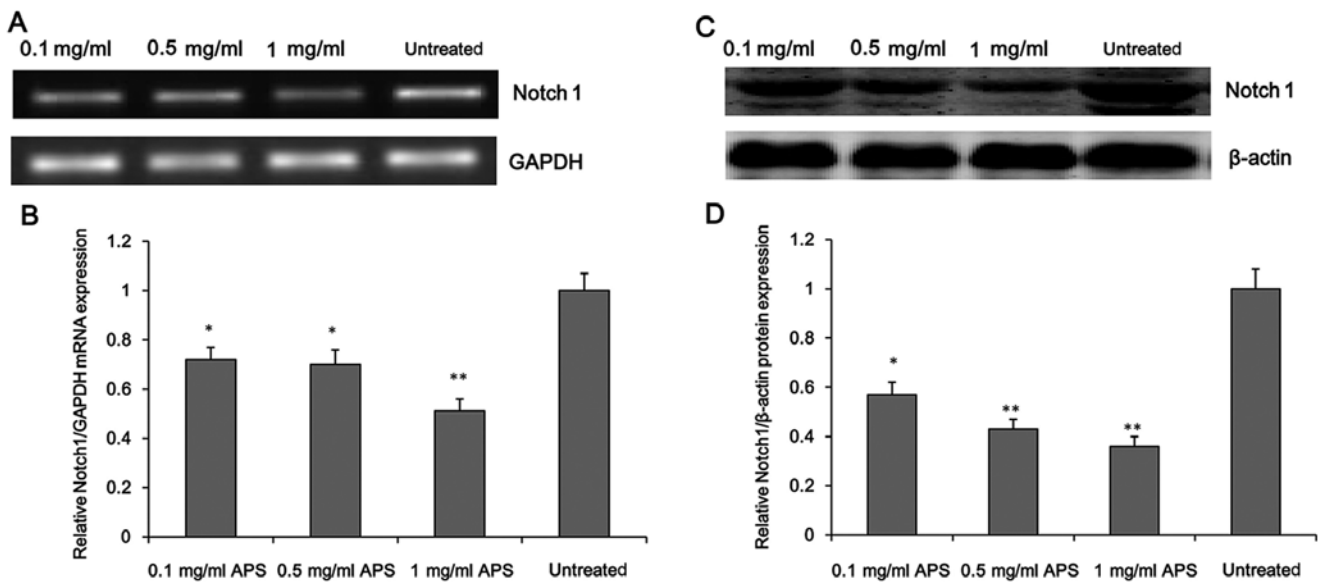 A
0.1 mg/ml 0.5 mg/ml 1 mg/ml Untreated
Notch 1
GAPDH
B
Relative Notch1/GAPDH mRNA expression
1.2
1
0.8
0.6
0.4
0.2
0
*
*
**
0.1 mg/ml APS 0.5 mg/ml APS 1 mg/ml APS Untreated
C
0.1 mg/ml 0.5 mg/ml 1 mg/ml Untreated
Notch 1
β-actin
D
Relative Notch1/β-actin protein expression
1.2
1
0.8
0.6
0.4
0.2
0
*
**
**
0.1 mg/ml APS 0.5 mg/ml APS 1 mg/ml APS Untreated